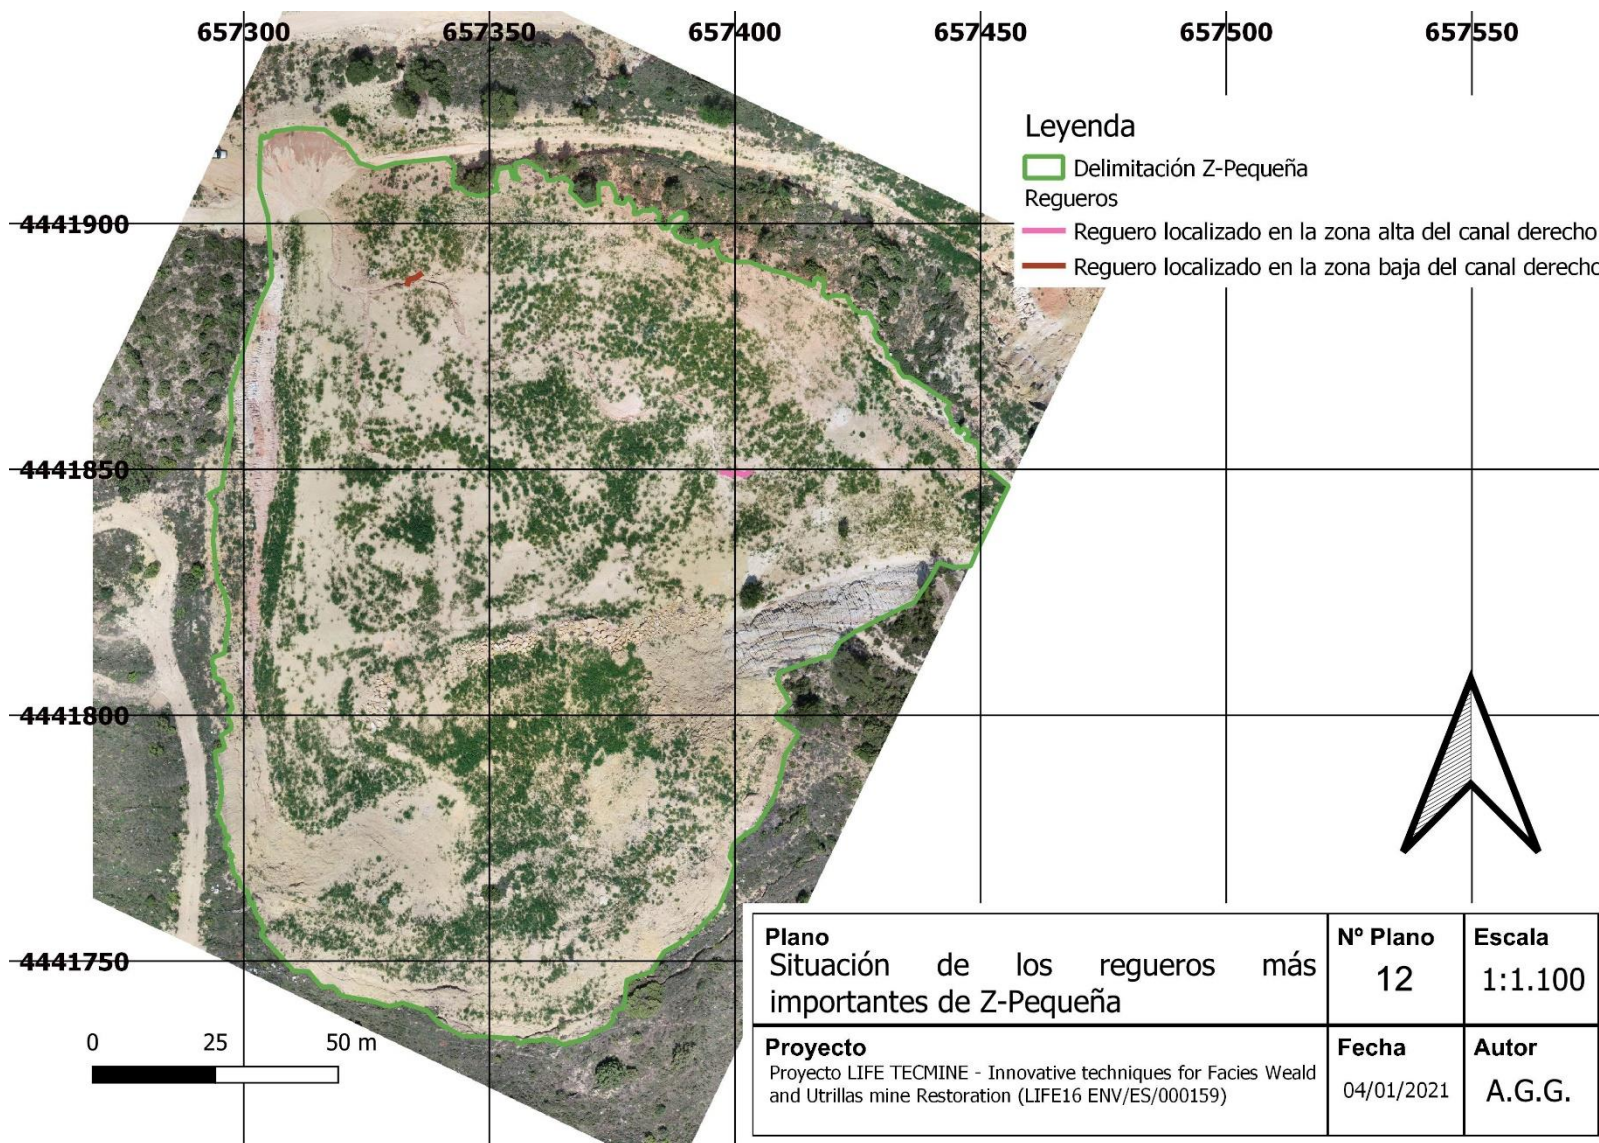 657300 657350 657400 657450 657500 657550
Leyenda
Delimitación Z-Pequeña
Regueros
4441900
Reguero localizado en la zona alta del canal derecho
Reguero localizado en la zona baja del canal derecho
4441850
4441800
4441750
0 25 50 m
Plano
Situación de los regueros más
importantes de Z-Pequeña
Nº Plano
12
Escala
1:1.100
Proyecto
Proyecto LIFE TECMINE - Innovative techniques for Facies Weald
and Utrillas mine Restoration (LIFE16 ENV/ES/000159)
Fecha
04/01/2021
Autor
A.G.G.